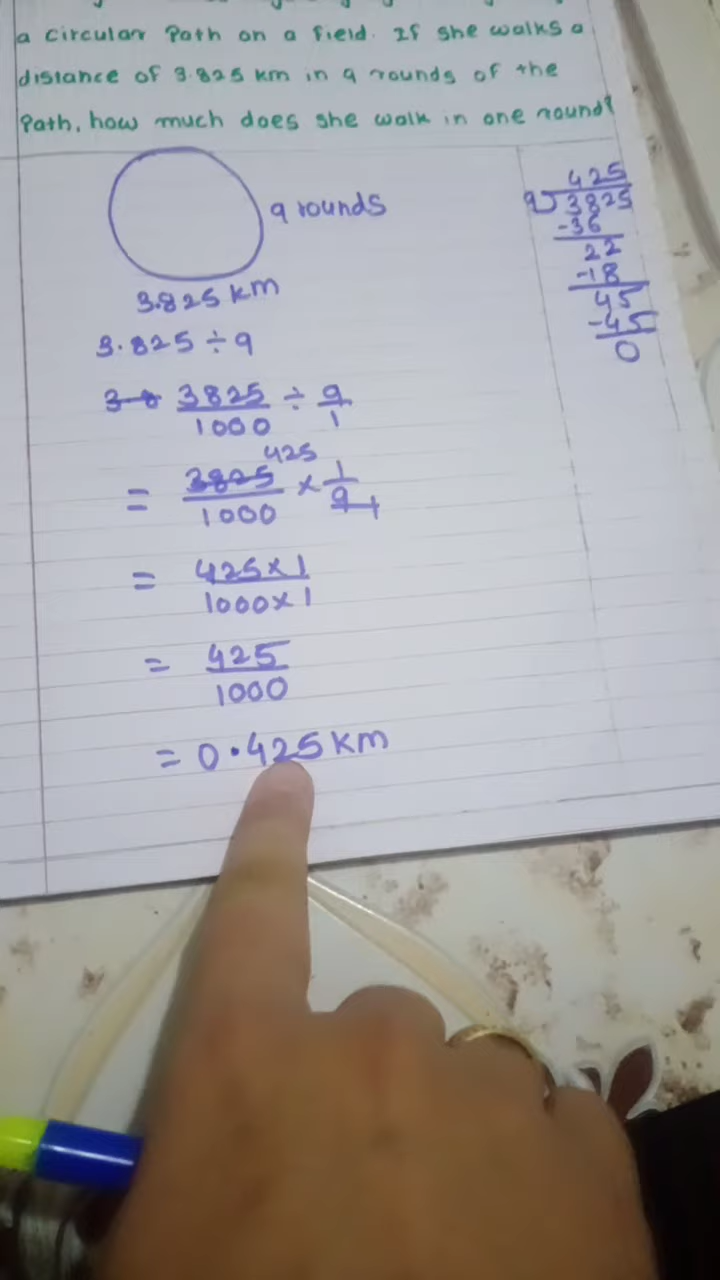 a circular Path on a field. If she walks a
distance of 3.825 km in 9 rounds of the
Path, how much does she walk in one round?
9 rounds
3.825 km
3.825 ÷ 9
3825/1000 ÷ 9/1
425
= 3825/1000 × 1/9 1
= 425×1/1000×1
= 425/1000
= 0.425 km
425
9)3825
-36
22
-18
45
-45
0